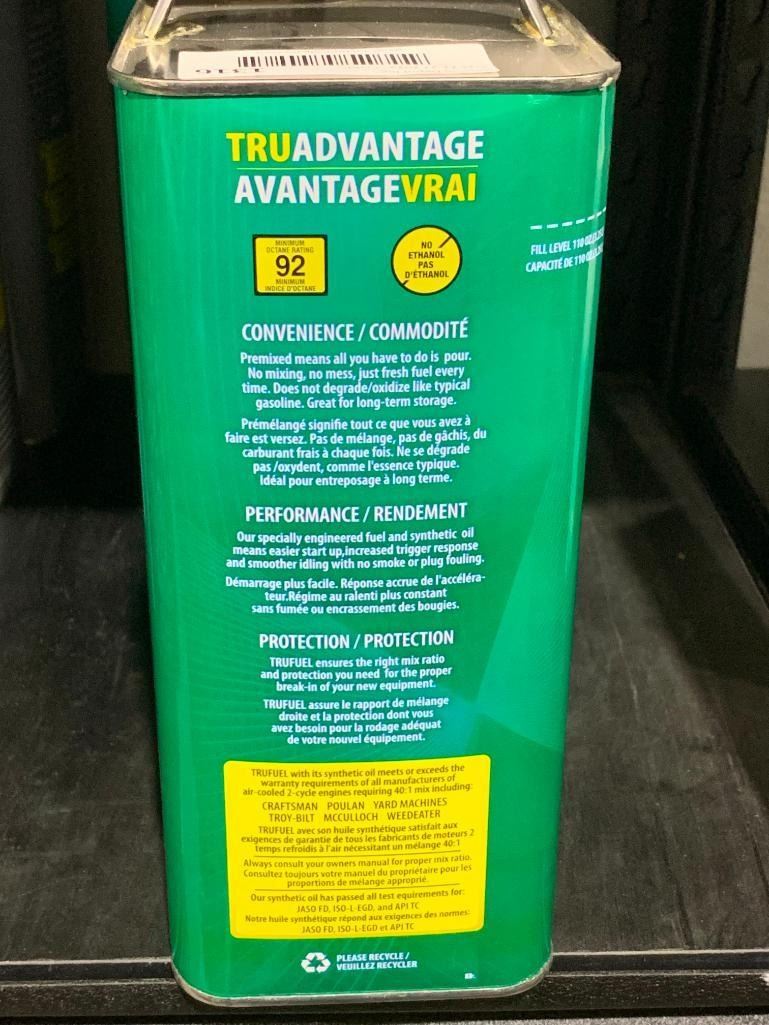 TRUADVANTAGE
AVANTAGEVRAI
MINIMUM
OCTANE RATING
92
MINIMUM
INDICE D'OCTANE
NO
ETHANOL
PAS
D'ÉTHANOL
FILL LEVEL 110 OZ
CAPACITÉ DE 110
CONVENIENCE / COMMODITÉ
Premixed means all you have to do is pour.
No mixing, no mess, just fresh fuel every
time. Does not degrade/oxidize like typical
gasoline. Great for long-term storage.
Prémélangé signifie tout ce que vous avez à
faire est versez. Pas de mélange, pas de gâchis, du
carburant frais à chaque fois. Ne se dégrade
pas /oxydent, comme l'essence typique.
Idéal pour entreposage à long terme.
PERFORMANCE / RENDEMENT
Our specially engineered fuel and synthetic oil
means easier start up,increased trigger response
and smoother idling with no smoke or plug fouling.
Démarrage plus facile. Réponse accrue de l'accéléra-
teur.Régime au ralenti plus constant
sans fumée ou encrassement des bougies.
PROTECTION / PROTECTION
TRUFUEL ensures the right mix ratio
and protection you need for the proper
break-in of your new equipment.
TRUFUEL assure le rapport de mélange
droite et la protection dont vous
avez besoin pour la rodage adéquat
de votre nouvel équipement.
TRUFUEL with its synthetic oil meets or exceeds the
warranty requirements of all manufacturers of
air-cooled 2-cycle engines requiring 40:1 mix including:
CRAFTSMAN POULAN YARD MACHINES
TROY-BILT MCCULLOCH WEEDEATER
TRUFUEL avec son huile synthétique satisfait aux
exigences de garantie de tous les fabricants de moteurs 2
temps refroidis à l'air nécessitant un mélange 40:1
Always consult your owners manual for proper mix ratio.
Consultez toujours votre manuel du propriétaire pour les
proportions de mélange approprié.
Our synthetic oil has passed all test equirements for:
JASO FD, ISO-L-EGD, and API TC
Notre huile synthétique répond aux exigences des normes:
JASO FD, ISO-L-EGD et API TC
PLEASE RECYCLE /
VEUILLEZ RECYCLER